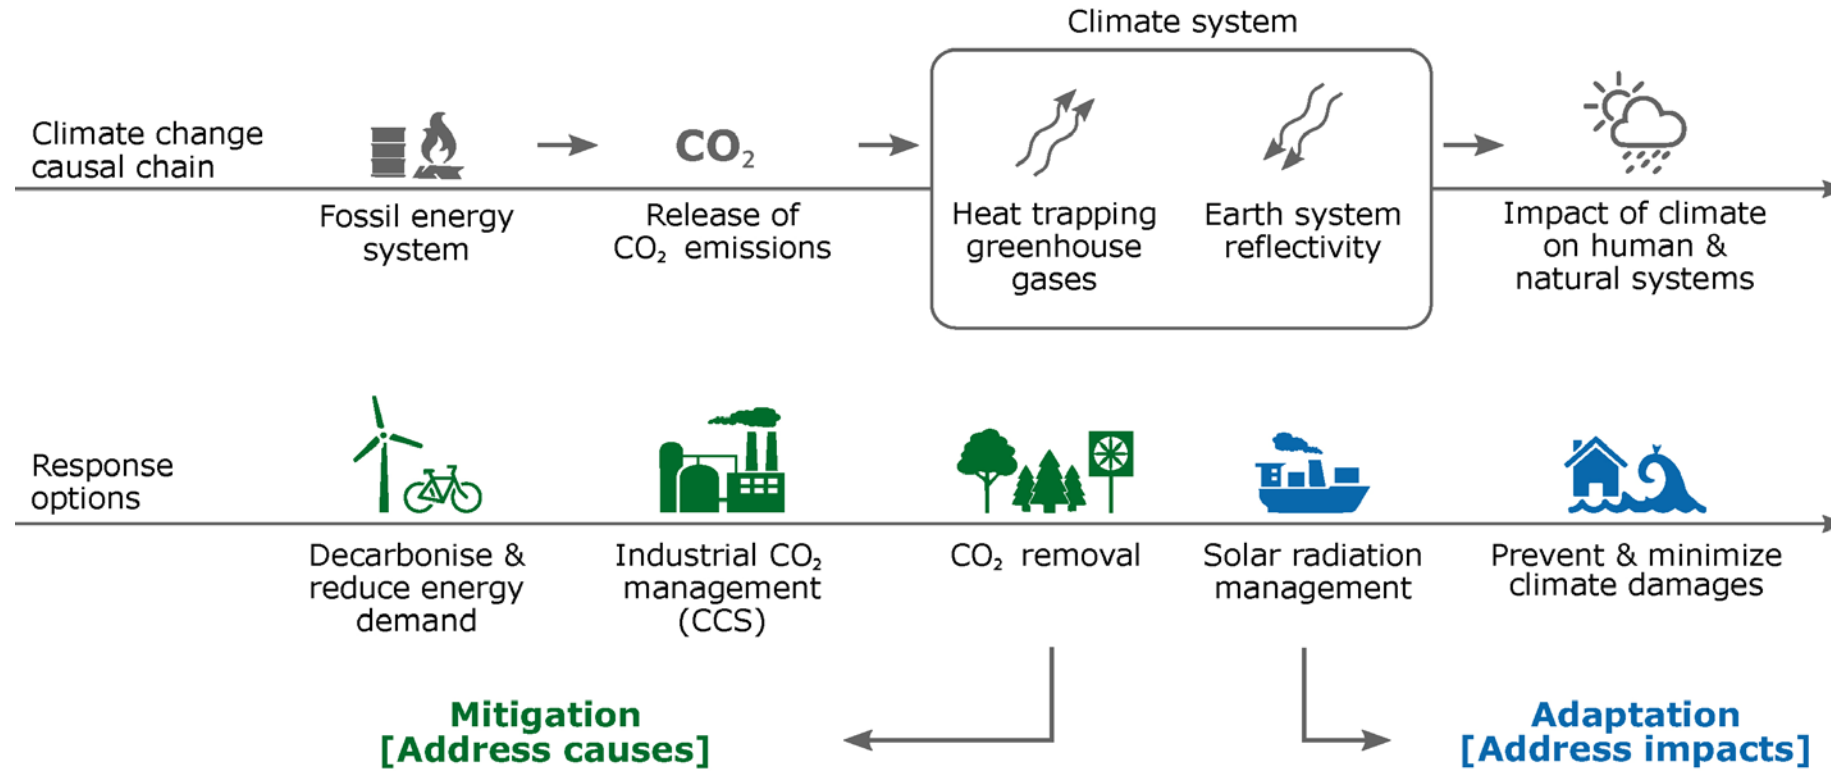 Climate system
Climate change
causal chain
CO₂
Fossil energy
system
Release of
CO₂ emissions
Heat trapping
greenhouse
gases
Earth system
reflectivity
Impact of climate
on human &
natural systems
Response
options
Decarbonise &
reduce energy
demand
Industrial CO₂
management
(CCS)
CO₂ removal
Solar radiation
management
Prevent & minimize
climate damages
Mitigation
[Address causes]
Adaptation
[Address impacts]